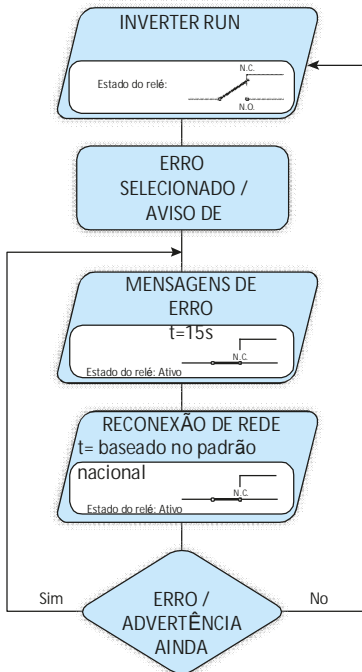 INVERTER RUN
N.C.
Estado do relé:
N.O.
ERRO
SELECIONADO /
AVISO DE
MENSAGENS DE
ERRO
t=15s
N.C.
Estado do relé: Ativo
RECONEXÃO DE REDE
t= baseado no padrão
nacional
N.C.
Estado do relé: Ativo
Sim
ERRO /
No
ADVERTÊNCIA
AINDA